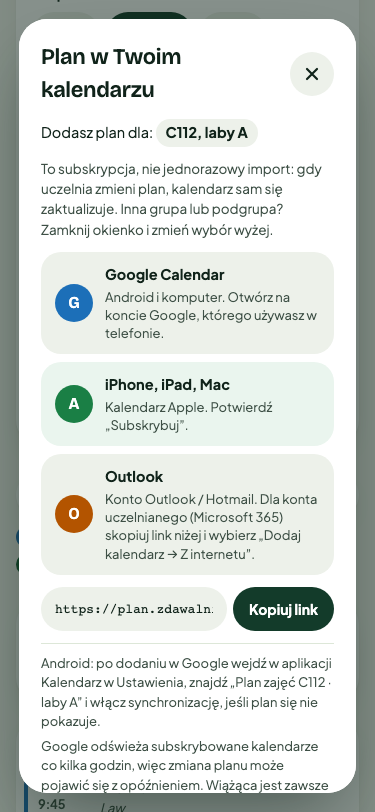 Plan w Twoim
kalendarzu
Dodasz plan dla: C112, laby A
To subskrypcja, nie jednorazowy import: gdy
uczelnia zmieni plan, kalendarz sam się
zaktualizuje. Inna grupa lub podgrupa?
Zamknij okienko i zmień wybór wyżej.
Google Calendar
G
Android i komputer. Otwórz na
koncie Google, którego używasz w
telefonie.
iPhone, iPad, Mac
A
Kalendarz Apple. Potwierdź
„Subskrybuj”.
Outlook
O
Konto Outlook / Hotmail. Dla konta
uczelnianego (Microsoft 365)
skopiuj link niżej i wybierz „Dodaj
kalendarz → Z internetu”.
https://plan.zdawaln
Kopiuj link
Android: po dodaniu w Google wejdź w aplikacji
Kalendarz w Ustawienia, znajdź „Plan zajęć C112 ·
laby A” i włącz synchronizację, jeśli plan się nie
pokazuje.
Google odświeża subskrybowane kalendarze
co kilka godzin, więc zmiana planu może
pojawić się z opóźnieniem. Wiążąca jest zawsze
9:45
Law